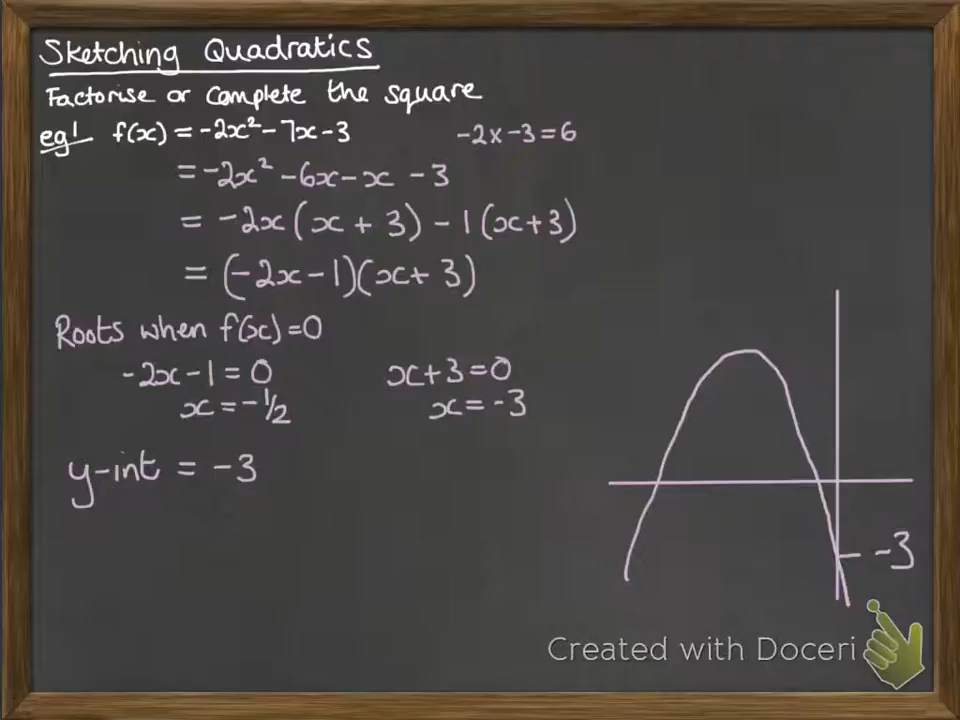 Sketching Quadratics
Factorise or Complete the square
eg1 f(x) = -2x² - 7x - 3
-2 x -3 = 6
= -2x² - 6x - x - 3
= -2x(x + 3) - 1(x+3)
= (-2x - 1)(x + 3)
Roots when f(x) = 0
-2x - 1 = 0
x + 3 = 0
x = -1/2
x = -3
y-int = -3
-3
Created with Doceri